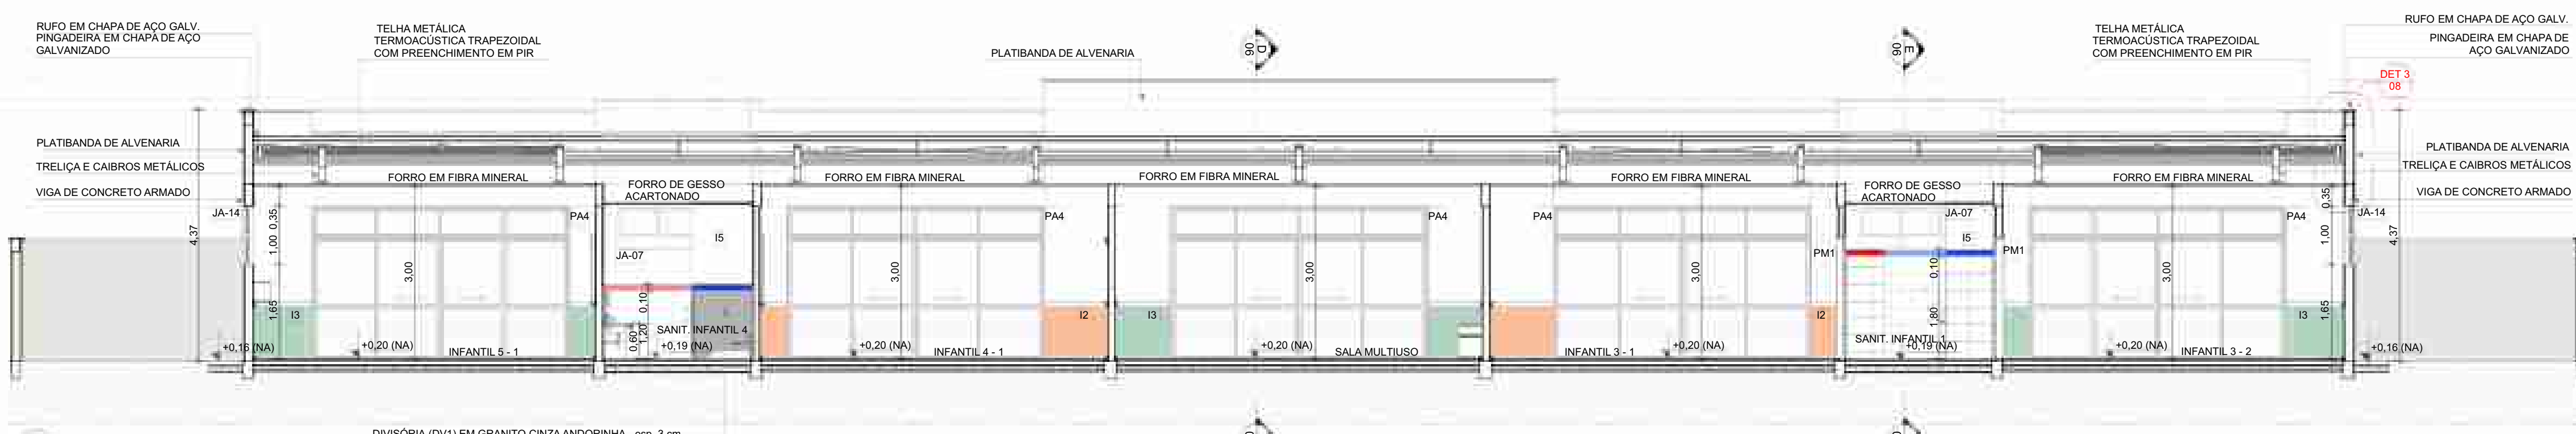 RUFO EM CHAPA DE AÇO GALV.
PINGADEIRA EM CHAPA DE AÇO
GALVANIZADO
TELHA METÁLICA
TERMOACÚSTICA TRAPEZOIDAL
COM PREENCHIMENTO EM PIR
PLATIBANDA DE ALVENARIA
06
D
06
E
TELHA METÁLICA
TERMOACÚSTICA TRAPEZOIDAL
COM PREENCHIMENTO EM PIR
RUFO EM CHAPA DE AÇO GALV.
PINGADEIRA EM CHAPA DE
AÇO GALVANIZADO
DET 3
08
PLATIBANDA DE ALVENARIA
TRELIÇA E CAIBROS METÁLICOS
VIGA DE CONCRETO ARMADO
PLATIBANDA DE ALVENARIA
TRELIÇA E CAIBROS METÁLICOS
VIGA DE CONCRETO ARMADO
FORRO EM FIBRA MINERAL
FORRO DE GESSO
ACARTONADO
FORRO EM FIBRA MINERAL
FORRO EM FIBRA MINERAL
FORRO EM FIBRA MINERAL
FORRO DE GESSO
ACARTONADO
FORRO EM FIBRA MINERAL
4,37
JA-14
0,35
1,00
1,65
3,00
PA4
I3
+0,16 (NA)
+0,20 (NA)
INFANTIL 5 - 1
JA-07
I5
0,10
0,60
1,20
SANIT. INFANTIL 4
+0,19 (NA)
3,00
PA4
I2
+0,20 (NA)
INFANTIL 4 - 1
I3
3,00
PA4
+0,20 (NA)
SALA MULTIUSO
PA4
3,00
PM1
I2
INFANTIL 3 - 1
+0,20 (NA)
JA-07
I5
PM1
0,10
1,80
SANIT. INFANTIL 1
+0,19 (NA)
3,00
PA4
I3
+0,20 (NA)
INFANTIL 3 - 2
0,35
1,00
1,65
JA-14
4,37
+0,16 (NA)
DIVISÓRIA (DV1) EM GRANITO CINZA ANDORINHA - esp. 3 cm